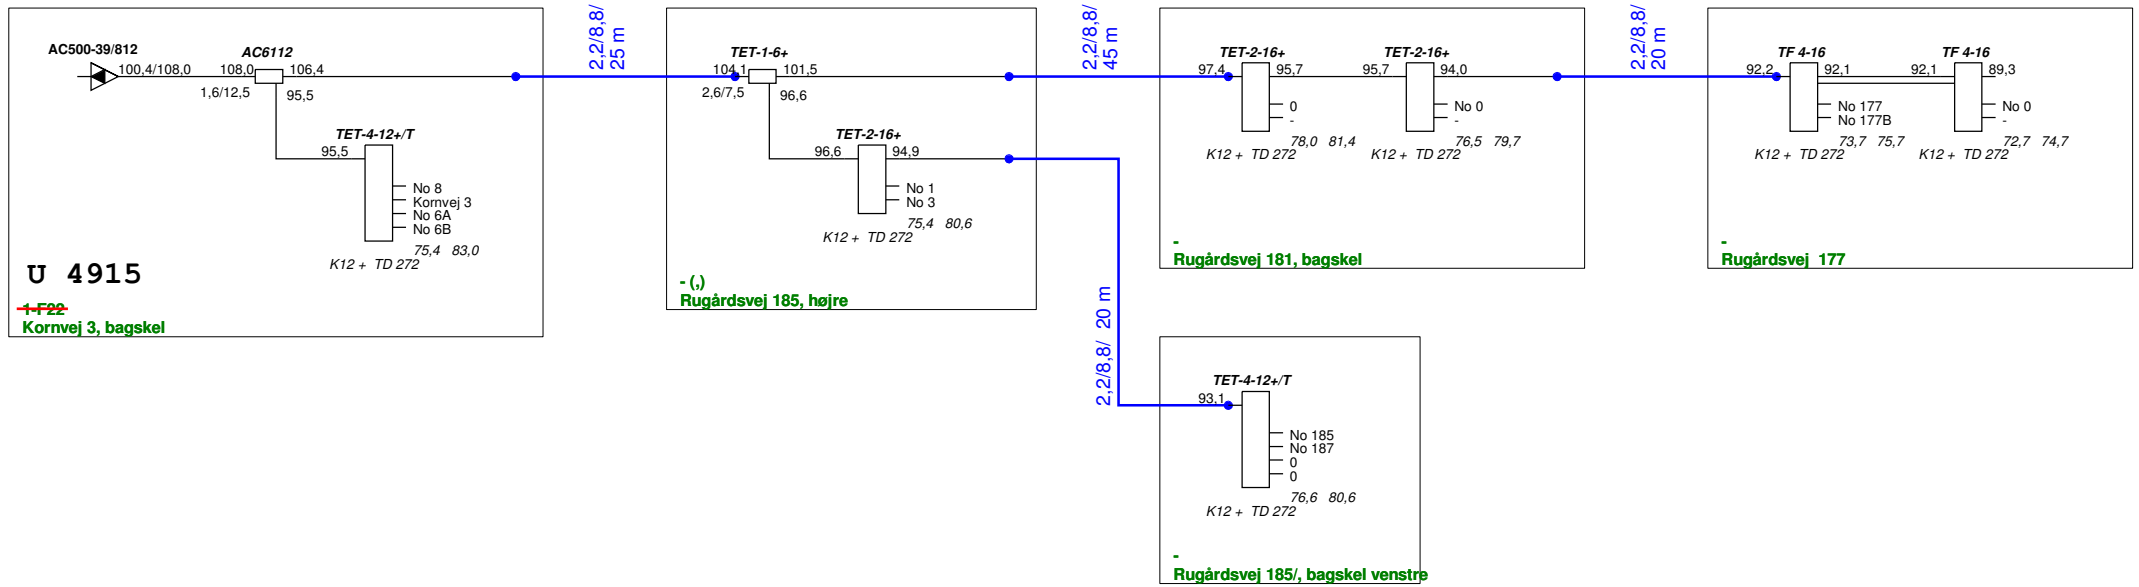 AC500-39/812
100,4/108,0
AC6112
108,0
106,4
1,6/12,5
95,5
TET-4-12+/T
95,5
No 8
Kornvej 3
No 6A
No 6B
75,4 83,0
K12 + TD 272
U 4915
1-F22
Kornvej 3, bagskel
2,2/8,8/
25 m
TET-1-6+
104,1
101,5
2,6/7,5
96,6
TET-2-16+
96,6
94,9
No 1
No 3
75,4 80,6
K12 + TD 272
- (,)
Rugårdsvej 185, højre
2,2/8,8/
45 m
2,2/8,8/ 20 m
TET-2-16+
97,4
95,7
0
-
78,0 81,4
K12 + TD 272
TET-2-16+
95,7
94,0
No 0
-
76,5 79,7
K12 + TD 272
-
Rugårdsvej 181, bagskel
2,2/8,8/
20 m
TF 4-16
92,2
92,1
No 177
No 177B
73,7 75,7
K12 + TD 272
TF 4-16
92,1
89,3
No 0
-
72,7 74,7
K12 + TD 272
-
Rugårdsvej 177
TET-4-12+/T
93,1
No 185
No 187
0
0
76,6 80,6
K12 + TD 272
-
Rugårdsvej 185/, bagskel venstre